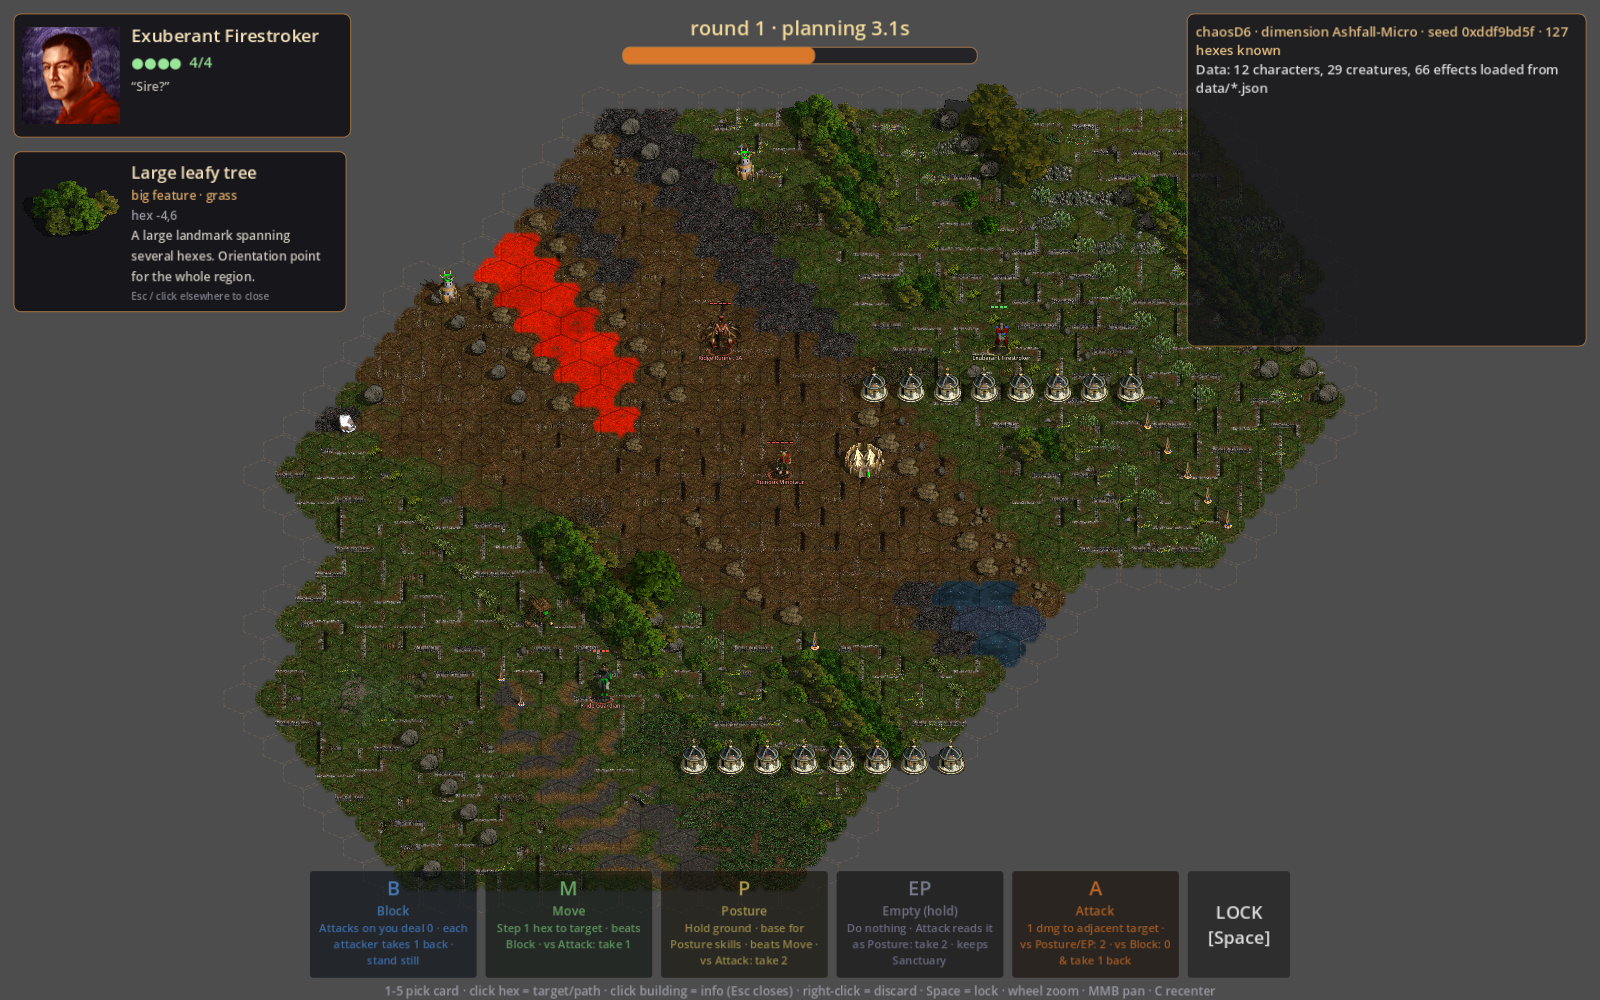 Exuberant Firestroker
4/4
“Sire?”
Large leafy tree
big feature · grass
hex -4,6
A large landmark spanning
several hexes. Orientation point
for the whole region.
Esc / click elsewhere to close
round 1 · planning 3.1s
chaosD6 · dimension Ashfall-Micro · seed 0xddf9bd5f · 127
hexes known
Data: 12 characters, 29 creatures, 66 effects loaded from
data/*.json
Exuberant Firestroker
B
Block
Attacks on you deal 0 · each
attacker takes 1 back ·
stand still
M
Move
Step 1 hex to target · beats
Block · vs Attack: take 1
P
Posture
Hold ground · base for
Posture skills · beats Move ·
vs Attack: take 2
EP
Empty (hold)
Do nothing · Attack reads it
as Posture: take 2 · keeps
Sanctuary
A
Attack
1 dmg to adjacent target ·
vs Posture/EP: 2 · vs Block: 0
& take 1 back
LOCK
[Space]
1-5 pick card · click hex = target/path · click building = info (Esc closes) · right-click = discard · Space = lock · wheel zoom · MMB pan · C recenter